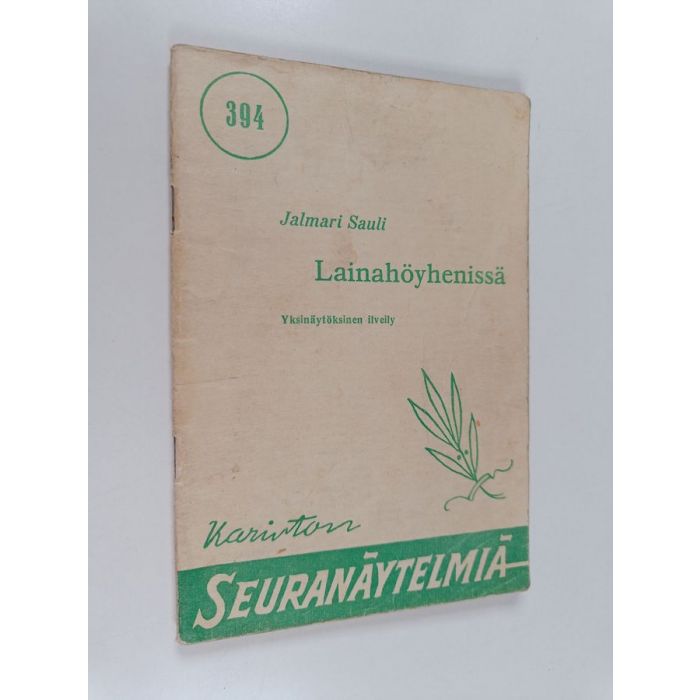 394
Jalmari Sauli
Lainahöyhenissä
Yksinäytöksinen ilveily
Kariston
SEURANÄYTELMIÄ